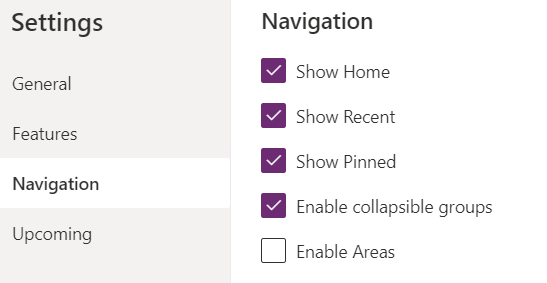 Settings
General
Features
Navigation
Upcoming
Navigation
Show Home
Show Recent
Show Pinned
Enable collapsible groups
Enable Areas